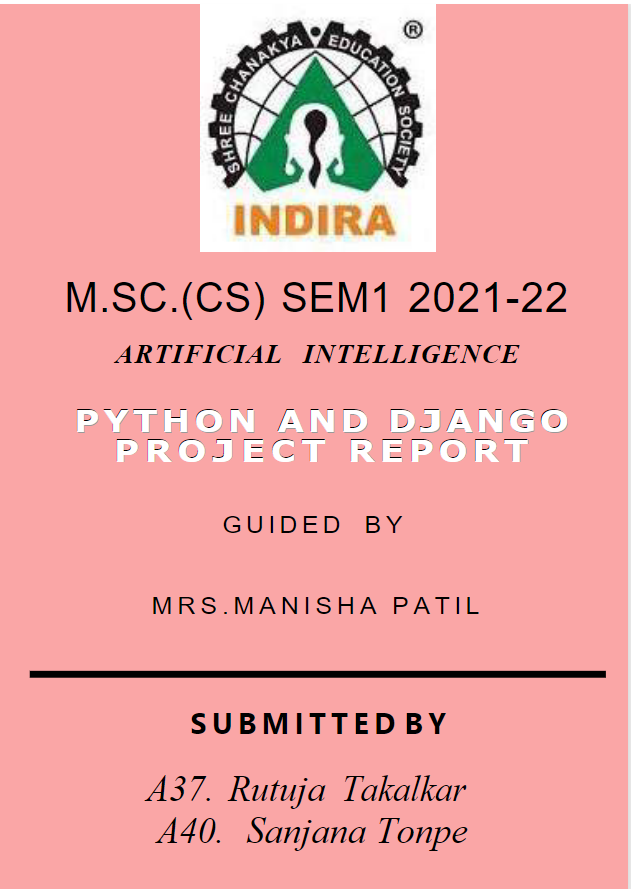 SHREE CHANAKYA EDUCATION SOCIETY
®
INDIRA
M.SC.(CS) SEM1 2021-22
ARTIFICIAL INTELLIGENCE
PYTHON AND DJANGO
PROJECT REPORT
GUIDED BY
MRS.MANISHA PATIL
SUBMITTED BY
A37. Rutuja Takalkar
A40. Sanjana Tonpe